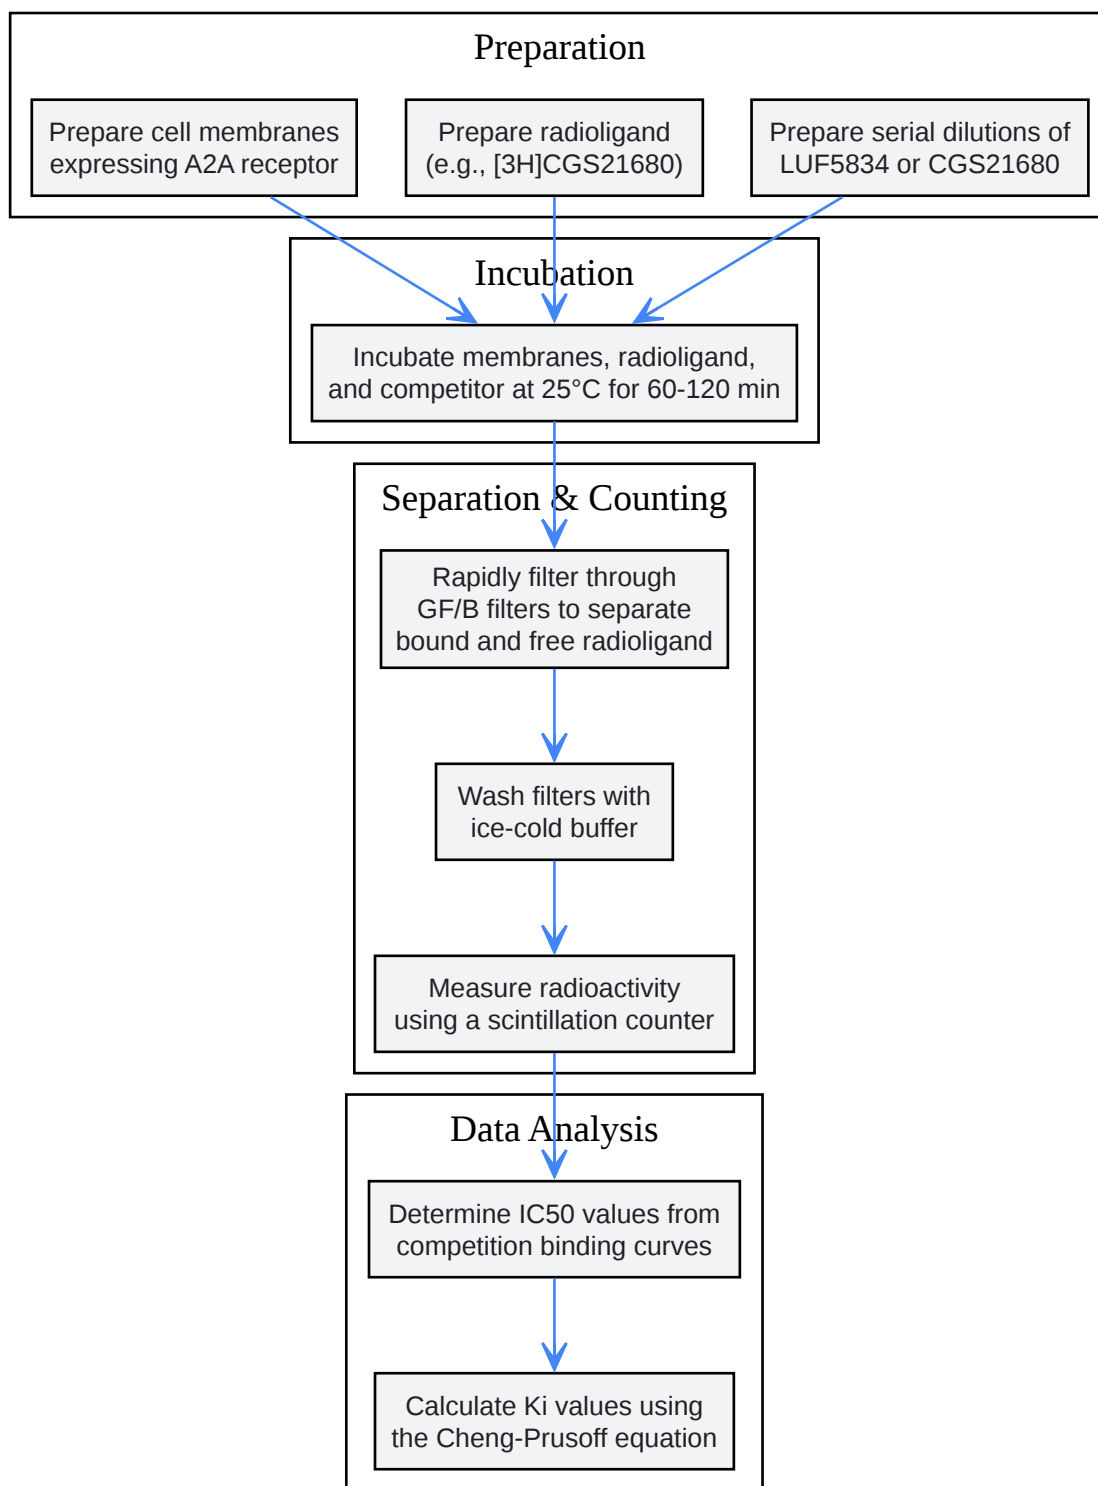 Preparation
Prepare cell membranes
expressing A2A receptor
Prepare radioligand
(e.g., [3H]CGS21680)
Prepare serial dilutions of
LUF5834 or CGS21680
Incubation
Incubate membranes, radioligand,
and competitor at 25°C for 60-120 min
Separation & Counting
Rapidly filter through
GF/B filters to separate
bound and free radioligand
Wash filters with
ice-cold buffer
Measure radioactivity
using a scintillation counter
Data Analysis
Determine IC50 values from
competition binding curves
Calculate Ki values using
the Cheng-Prusoff equation